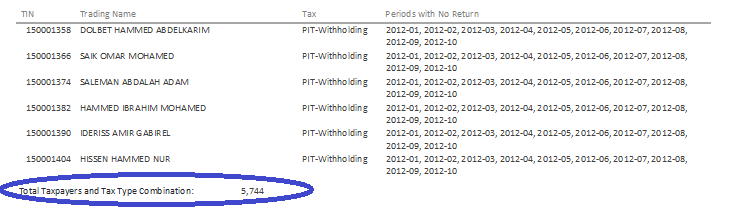 TIN Trading Name Tax Periods with No Return
150001358 DOLBET HAMMED ABDELKARIM PIT-Withholding 2012-01, 2012-02, 2012-03, 2012-04, 2012-05, 2012-06, 2012-07, 2012-08,
2012-09, 2012-10
150001366 SAIK OMAR MOHAMED PIT-Withholding 2012-01, 2012-02, 2012-03, 2012-04, 2012-05, 2012-06, 2012-07, 2012-08,
2012-09, 2012-10
150001374 SALEMAN ABDALAH ADAM PIT-Withholding 2012-01, 2012-02, 2012-03, 2012-04, 2012-05, 2012-06, 2012-07, 2012-08,
2012-09, 2012-10
150001382 HAMMED IBRAHIM MOHAMED PIT-Withholding 2012-01, 2012-02, 2012-03, 2012-04, 2012-05, 2012-06, 2012-07, 2012-08,
2012-09, 2012-10
150001390 IDERISS AMIR GABIREL PIT-Withholding 2012-01, 2012-02, 2012-03, 2012-04, 2012-05, 2012-06, 2012-07, 2012-08,
2012-09, 2012-10
150001404 HISSEN HAMMED NUR PIT-Withholding 2012-01, 2012-02, 2012-03, 2012-04, 2012-05, 2012-06, 2012-07, 2012-08,
2012-09, 2012-10
Total Taxpayers and Tax Type Combination: 5,744